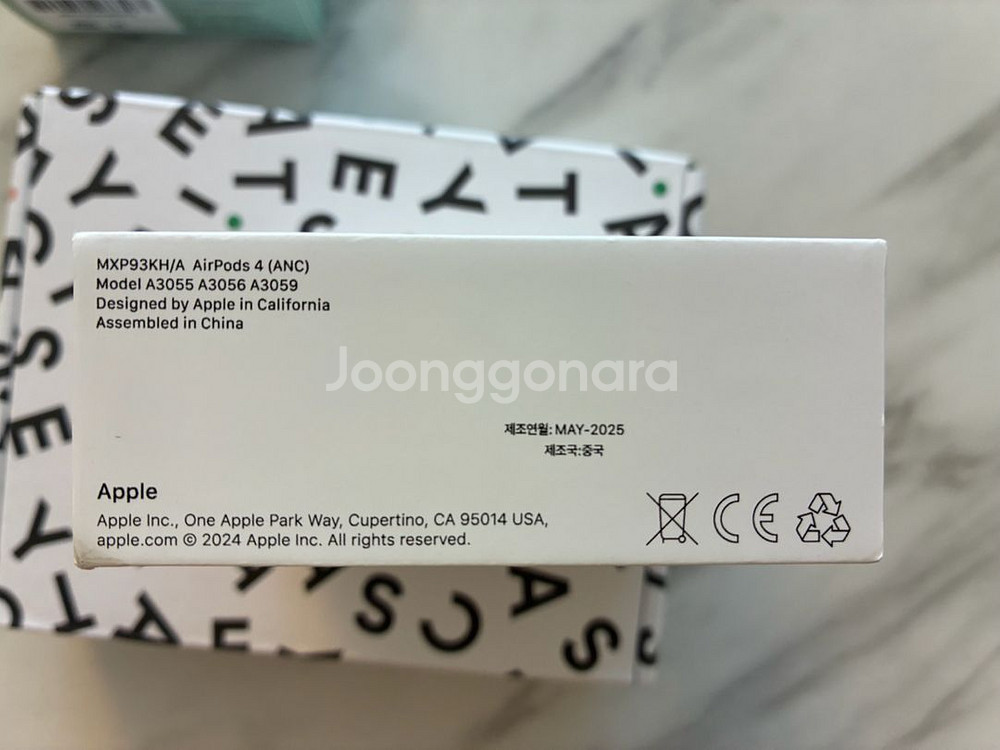 MXP93KH/A AirPods 4 (ANC)
Model A3055 A3056 A3059
Designed by Apple in California
Assembled in China
Joonggonara
제조연월: MAY-2025
제조국:중국
Apple
Apple Inc., One Apple Park Way, Cupertino, CA 95014 USA,
apple.com © 2024 Apple Inc. All rights reserved.
CE